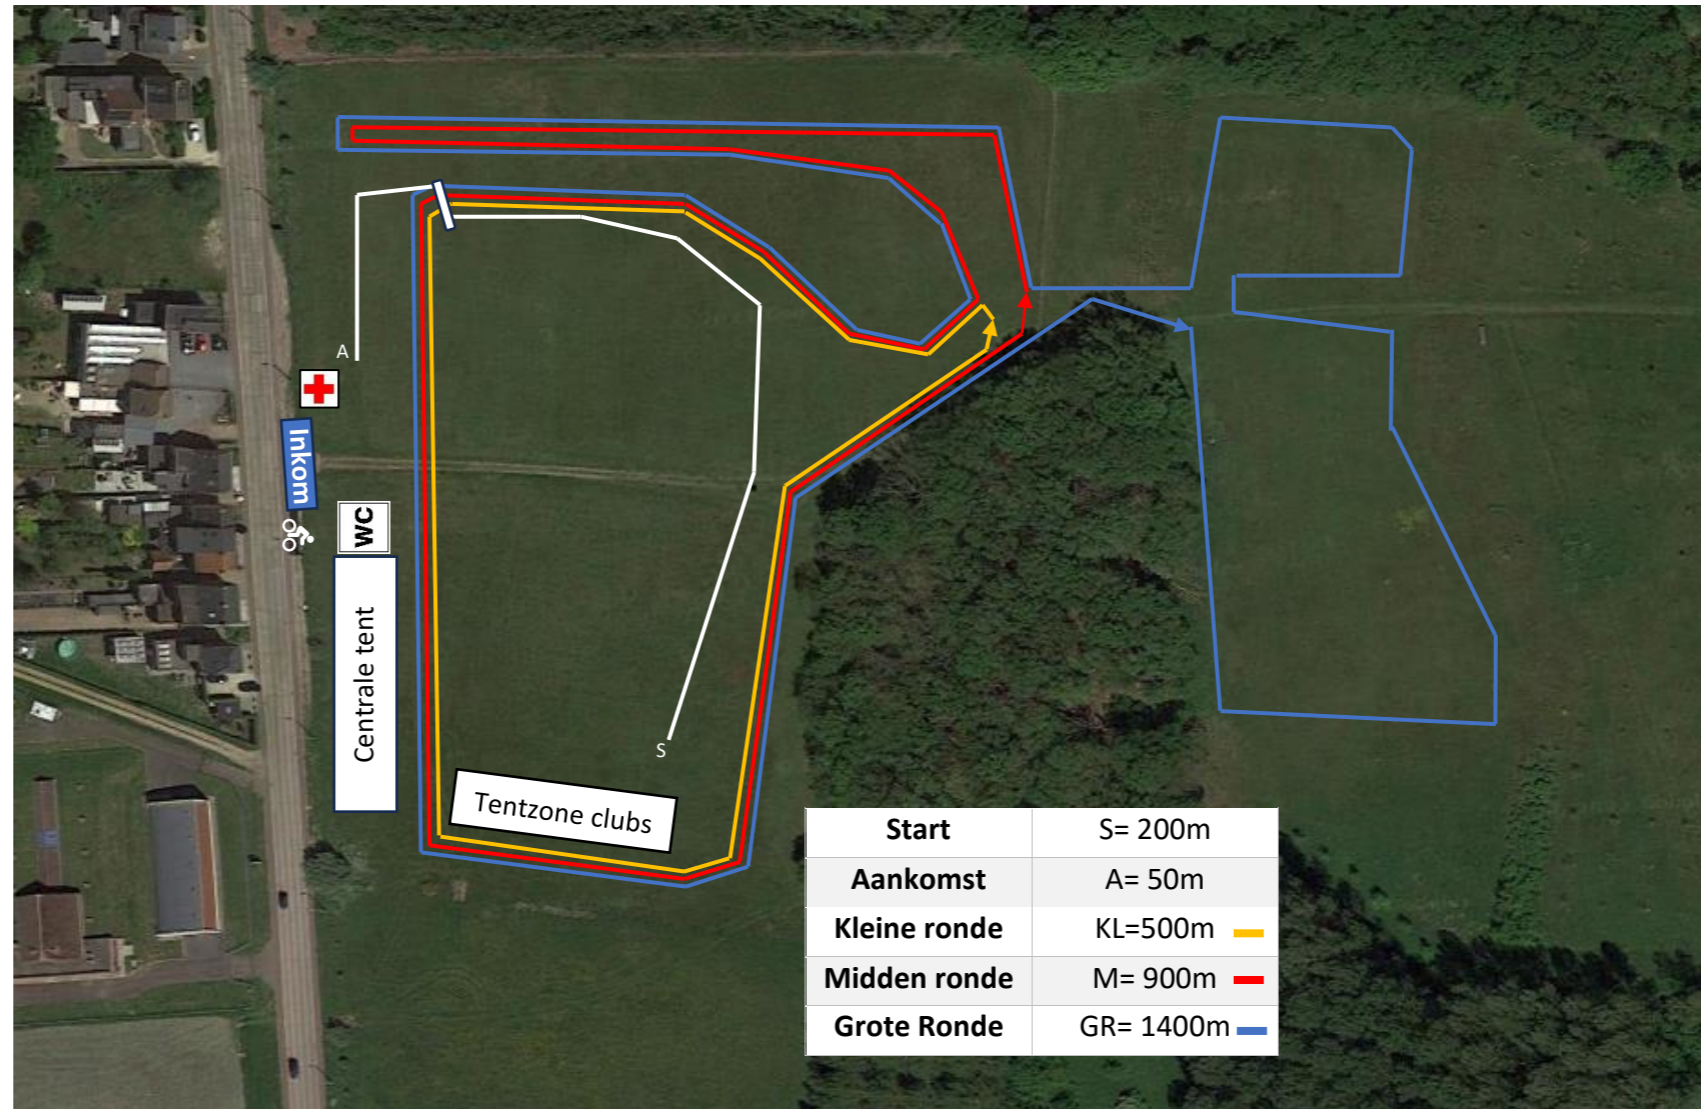 A
Inkom
WC
Centrale tent
S
Tentzone clubs
Start S= 200m
Aankomst A= 50m
Kleine ronde KL=500m
Midden ronde M= 900m
Grote Ronde GR= 1400m